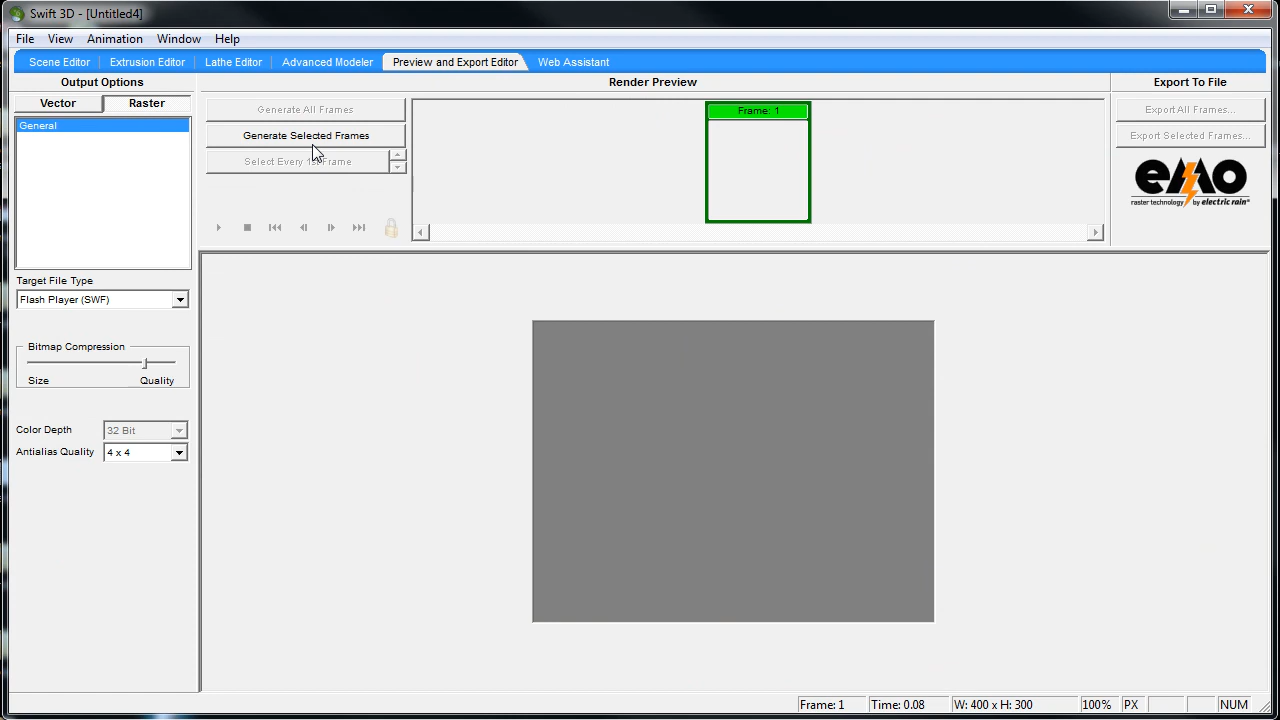 Swift 3D - [Untitled4]
File View Animation Window Help
Scene Editor Extrusion Editor Lathe Editor Advanced Modeler Preview and Export Editor Web Assistant
Output Options Render Preview Export To File
Vector Raster
General
Generate All Frames
Generate Selected Frames
Select Every 1st Frame
Frame: 1
Export All Frames...
Export Selected Frames...
emo
raster technology by electric rain®
Target File Type
Flash Player (SWF)
Bitmap Compression
Size Quality
Color Depth 32 Bit
Antialias Quality 4 x 4
Frame: 1 Time: 0.08 W: 400 x H: 300 100% PX NUM